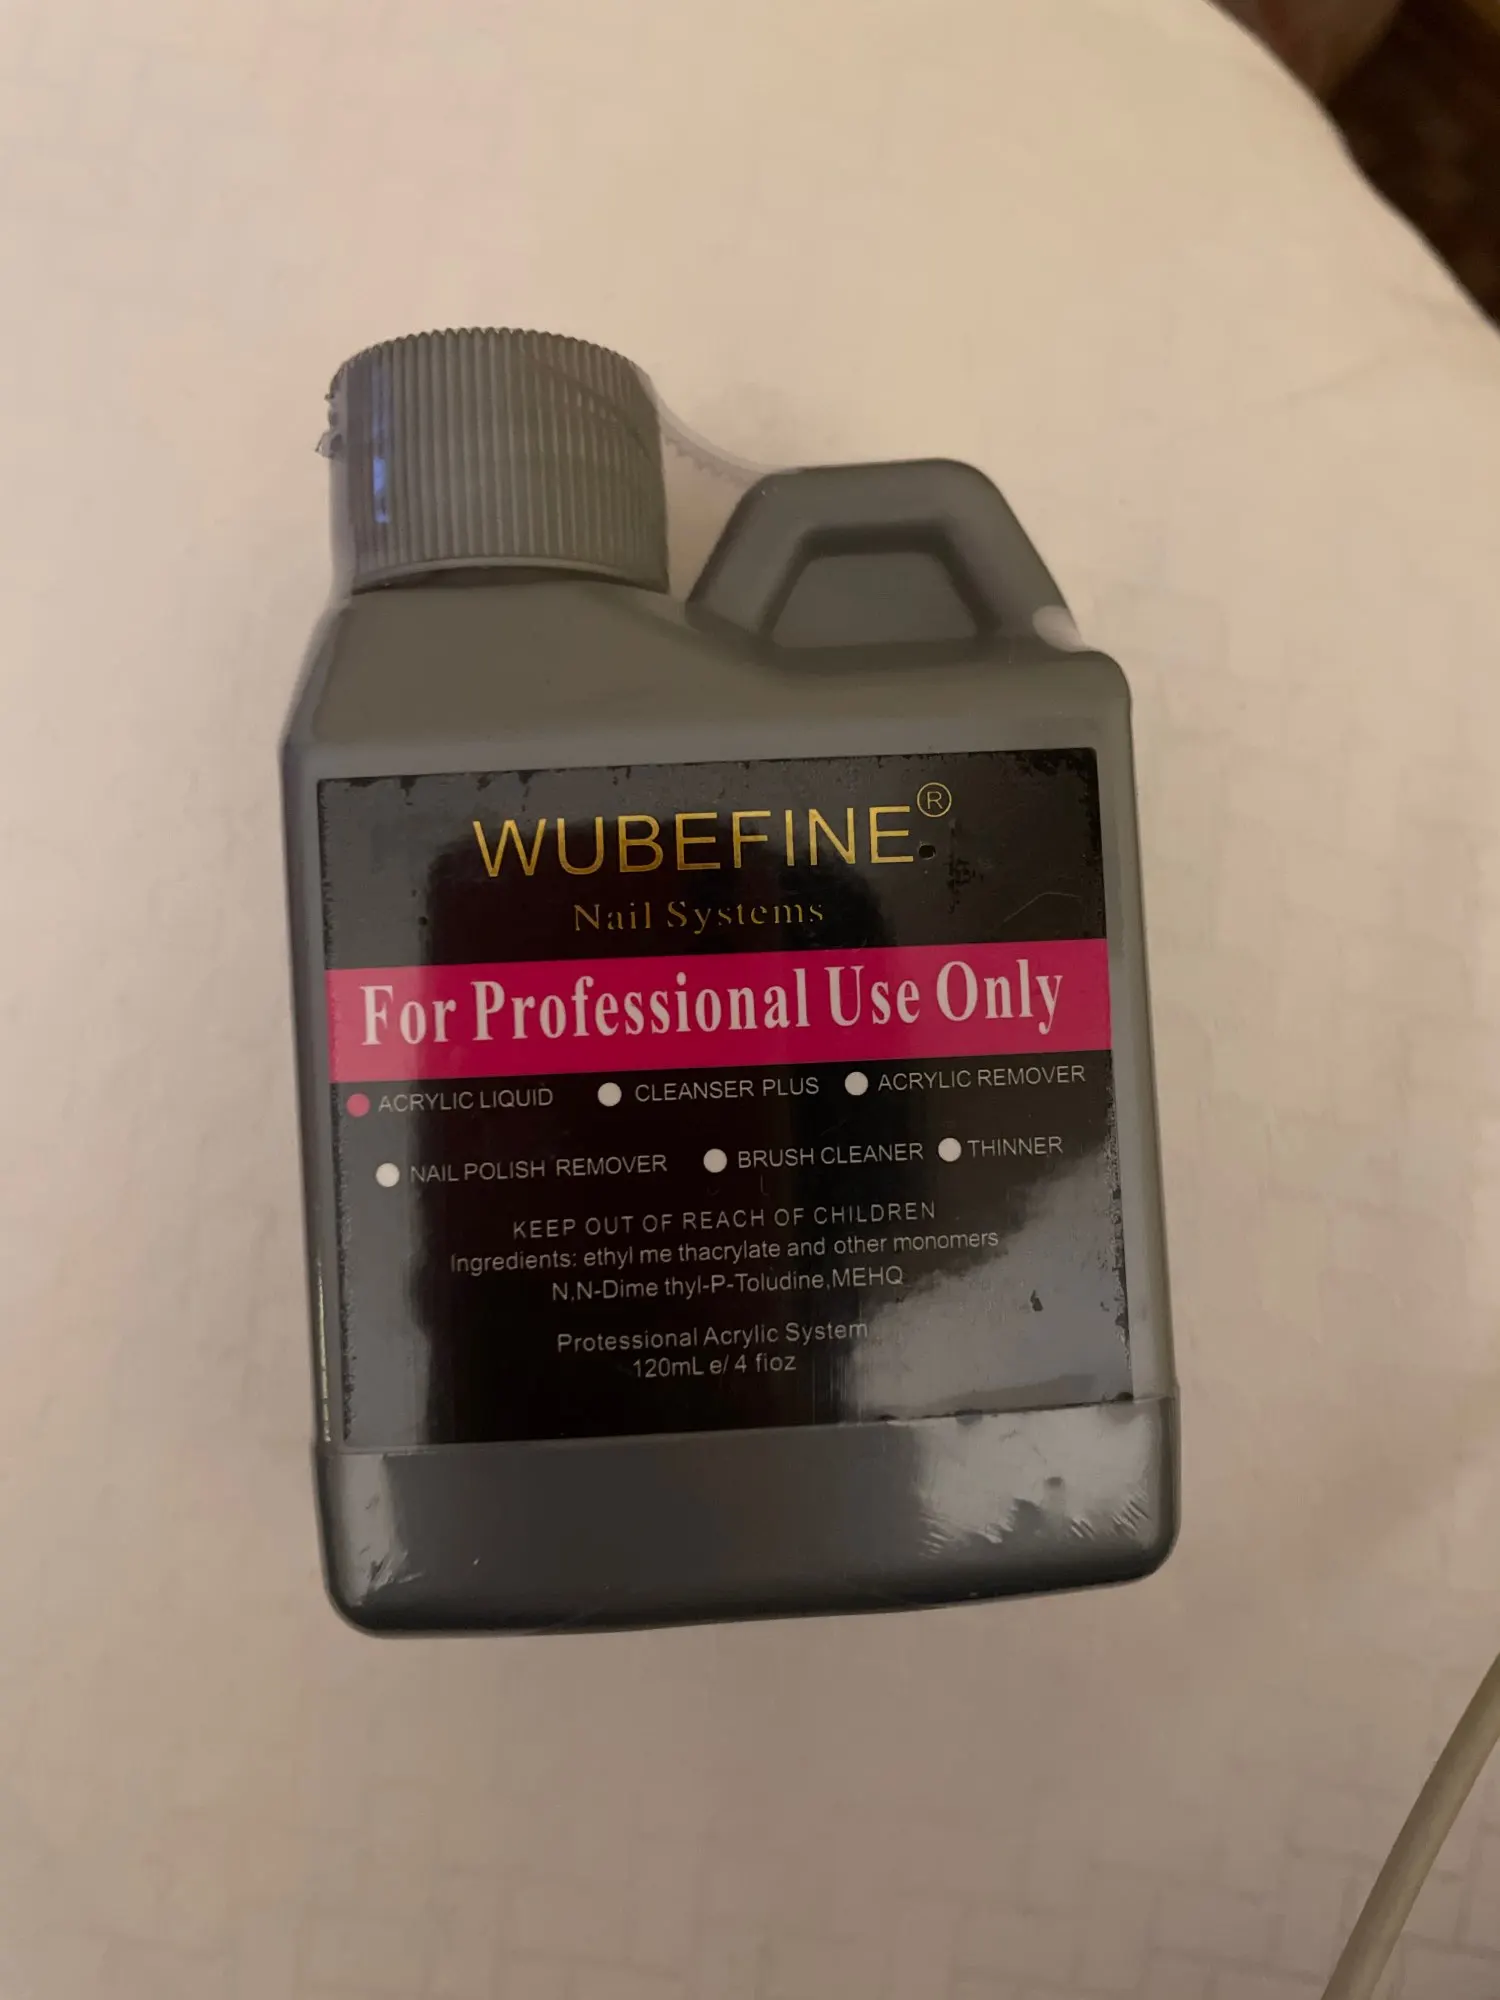 WUBEFINE®
Nail Systems
For Professional Use Only
ACRYLIC LIQUID CLEANSER PLUS ACRYLIC REMOVER
NAIL POLISH REMOVER BRUSH CLEANER THINNER
KEEP OUT OF REACH OF CHILDREN
Ingredients: ethyl me thacrylate and other monomers
N,N-Dime thyl-P-Toludine,MEHQ
Protessional Acrylic System
120mL e/ 4 fioz